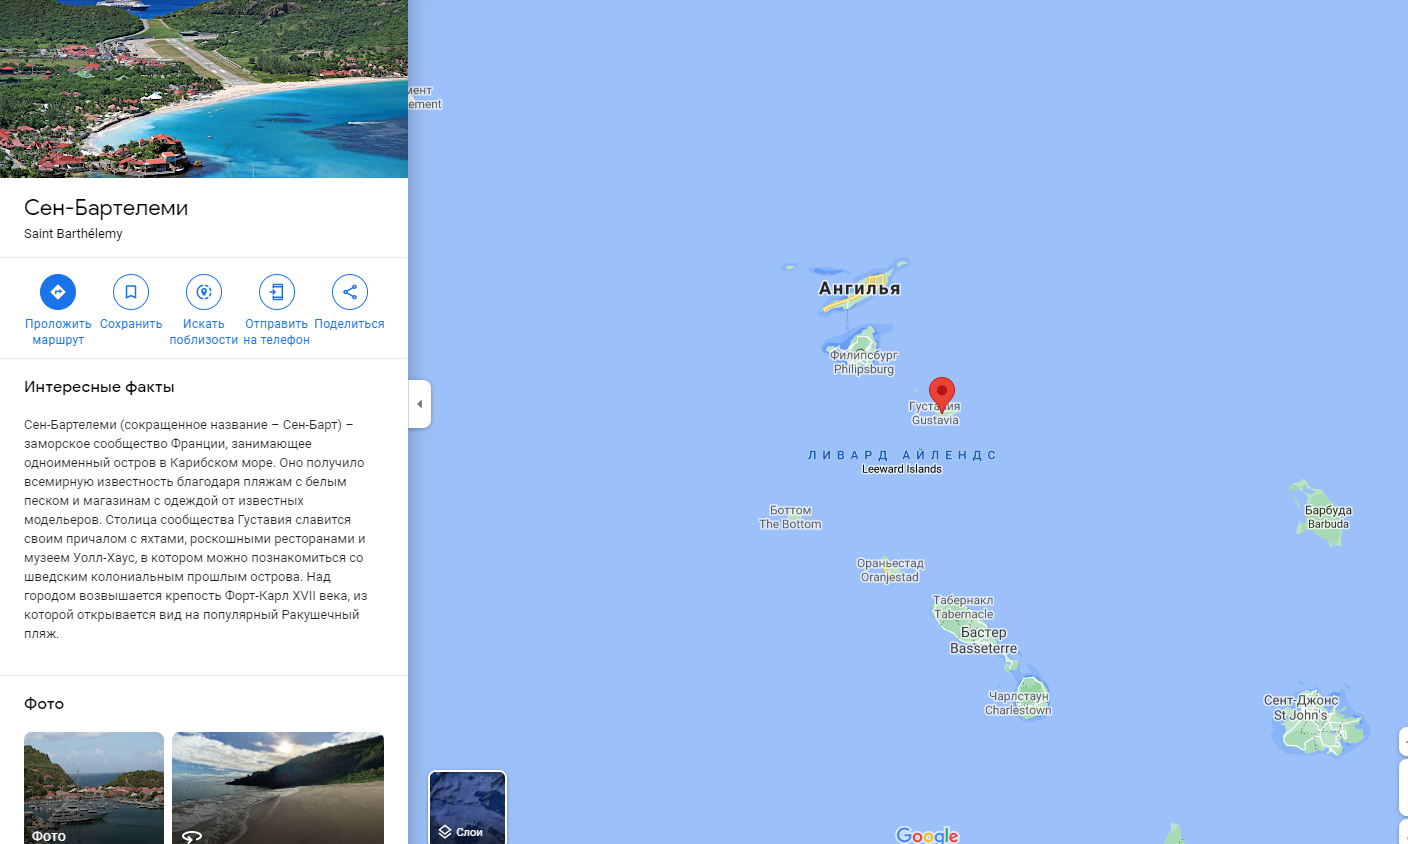 Сен-Бартелеми
Saint Barthélemy
Проложить маршрут
Сохранить
Искать поблизости
Отправить на телефон
Поделиться
Интересные факты
Сен-Бартелеми (сокращенное название – Сен-Барт) –
заморское сообщество Франции, занимающее
одноименный остров в Карибском море. Оно получило
всемирную известность благодаря пляжам с белым
песком и магазинам с одеждой от известных
модельеров. Столица сообщества Густавия славится
своим причалом с яхтами, роскошными ресторанами и
музеем Уолл-Хаус, в котором можно познакомиться со
шведским колониальным прошлым острова. Над
городом возвышается крепость Форт-Карл XVII века, из
которой открывается вид на популярный Ракушечный
пляж.
Фото
Фото
мент
ement
Ангилья
Филипсбург
Philipsburg
Густавия
Gustavia
ЛИВАРД АЙЛЕНДС
Leeward Islands
Боттом
The Bottom
Барбуда
Barbuda
Ораньестад
Oranjestad
Табернакл
Tabernacle
Бастер
Basseterre
Чарлстаун
Charlestown
Сент-Джонс
St John's
Слои
Google